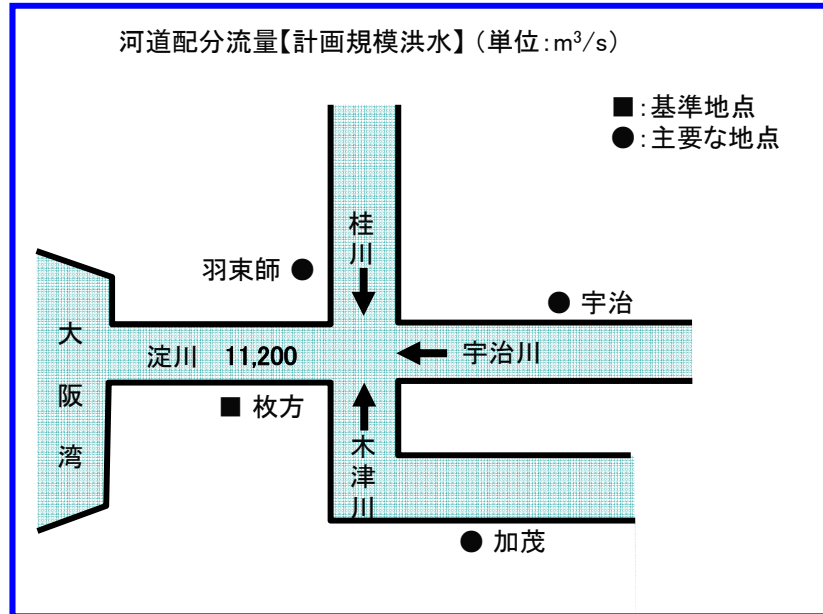 河道配分流量【計画規模洪水】（単位：m³/s）
■：基準地点
●：主要な地点
桂川
羽束師 ●
● 宇治
大阪湾
淀川 11,200
宇治川
■ 枚方
木津川
● 加茂